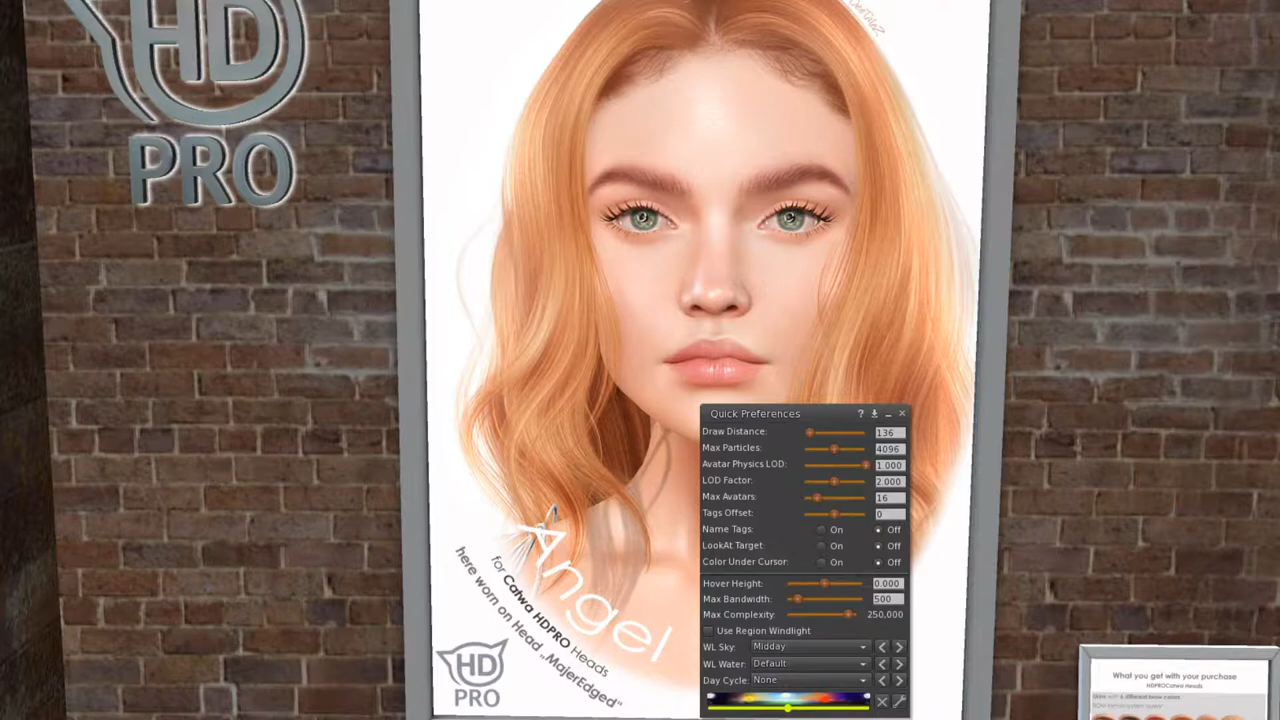 HD
PRO
Angel
for Catwa HDPRO Heads
here worn on Head „MajerEdged“
HD
PRO
Quick Preferences
?
Draw Distance: 136
Max Particles: 4096
Avatar Physics LOD: 1.000
LOD Factor: 2.000
Max Avatars: 16
Tags Offset: 0
Name Tags: On Off
LookAt Target: On Off
Color Under Cursor: On Off
Hover Height: 0.000
Max Bandwidth: 500
Max Complexity: 250,000
Use Region Windlight
WL Sky: Midday
WL Water: Default
Day Cycle: None
What you get with your purchase
HDPROCatwa Heads